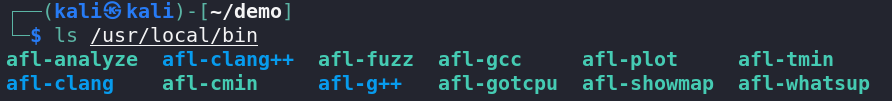 ┌──(kali㉿kali)-[~/demo]
└─$ ls /usr/local/bin
afl-analyze  afl-clang++  afl-fuzz  afl-gcc     afl-plot     afl-tmin
afl-clang    afl-cmin     afl-g++   afl-gotcpu  afl-showmap  afl-whatsup